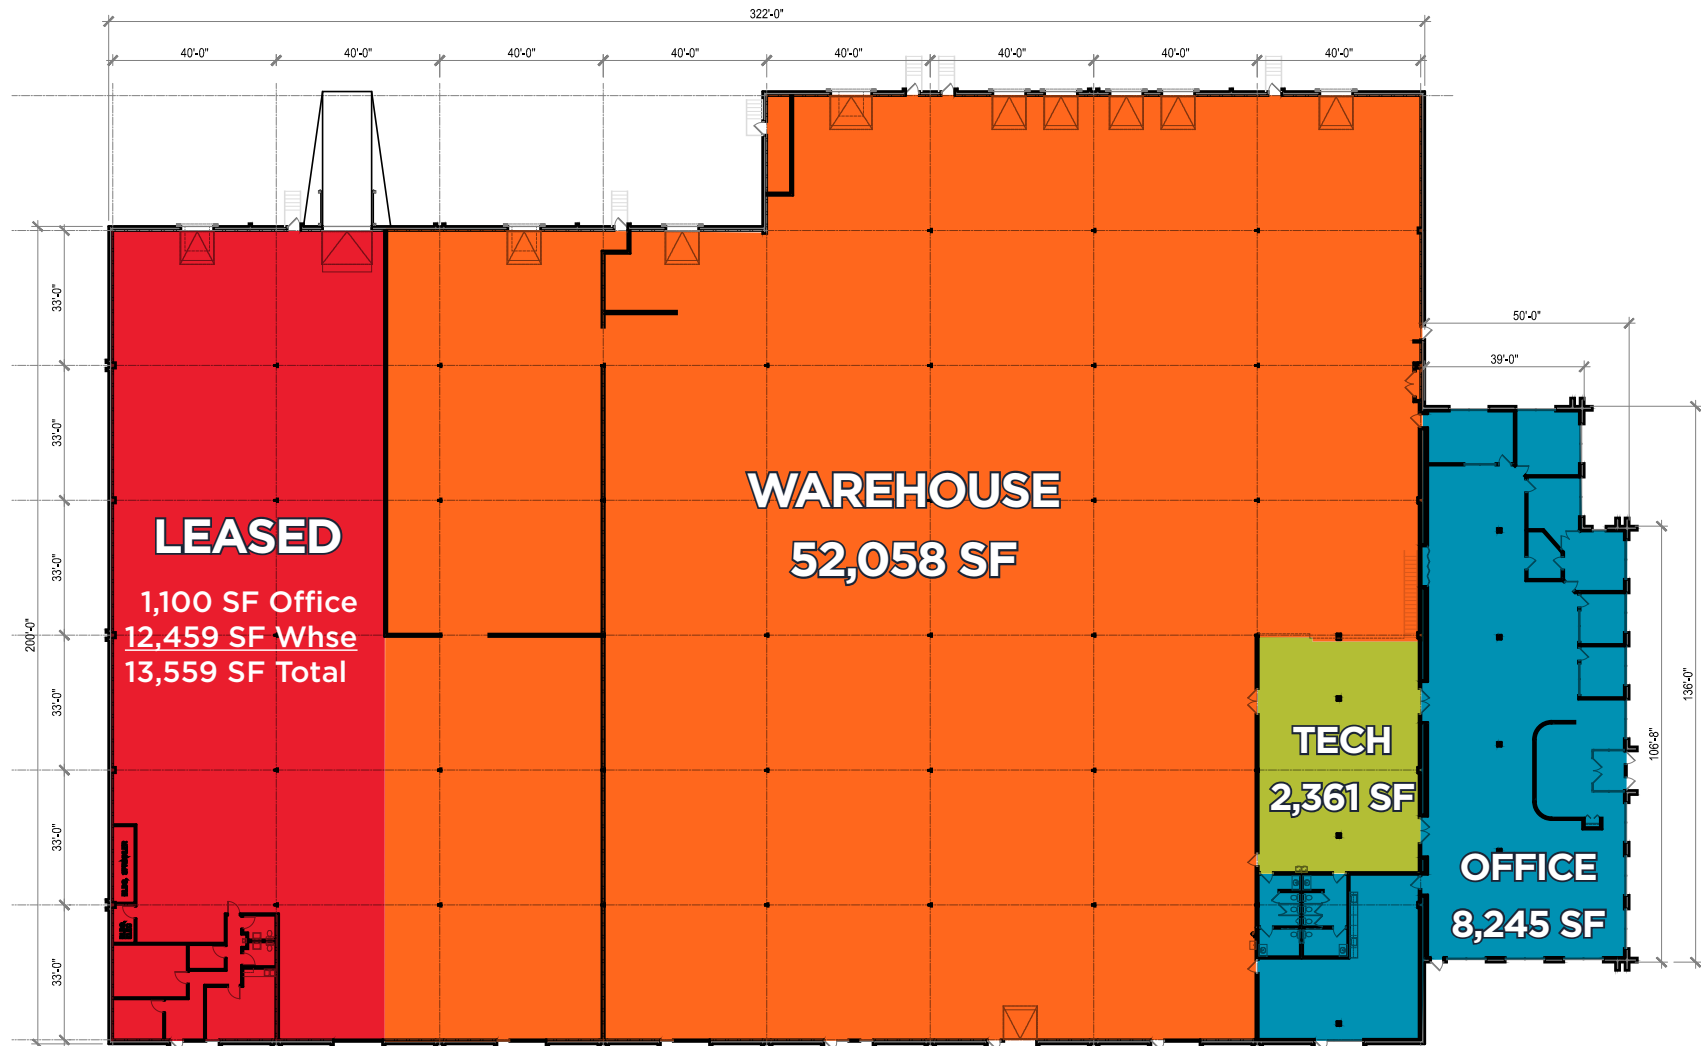 322'-0"
40'-0" 40'-0" 40'-0" 40'-0" 40'-0" 40'-0" 40'-0" 40'-0"
33'-0"
33'-0"
33'-0"
33'-0"
33'-0"
33'-0"
200'-0"
50'-0"
39'-0"
136'-0"
106'-8"
LEASED
1,100 SF Office
12,459 SF Whse
13,559 SF Total
WAREHOUSE
52,058 SF
TECH
2,361 SF
OFFICE
8,245 SF